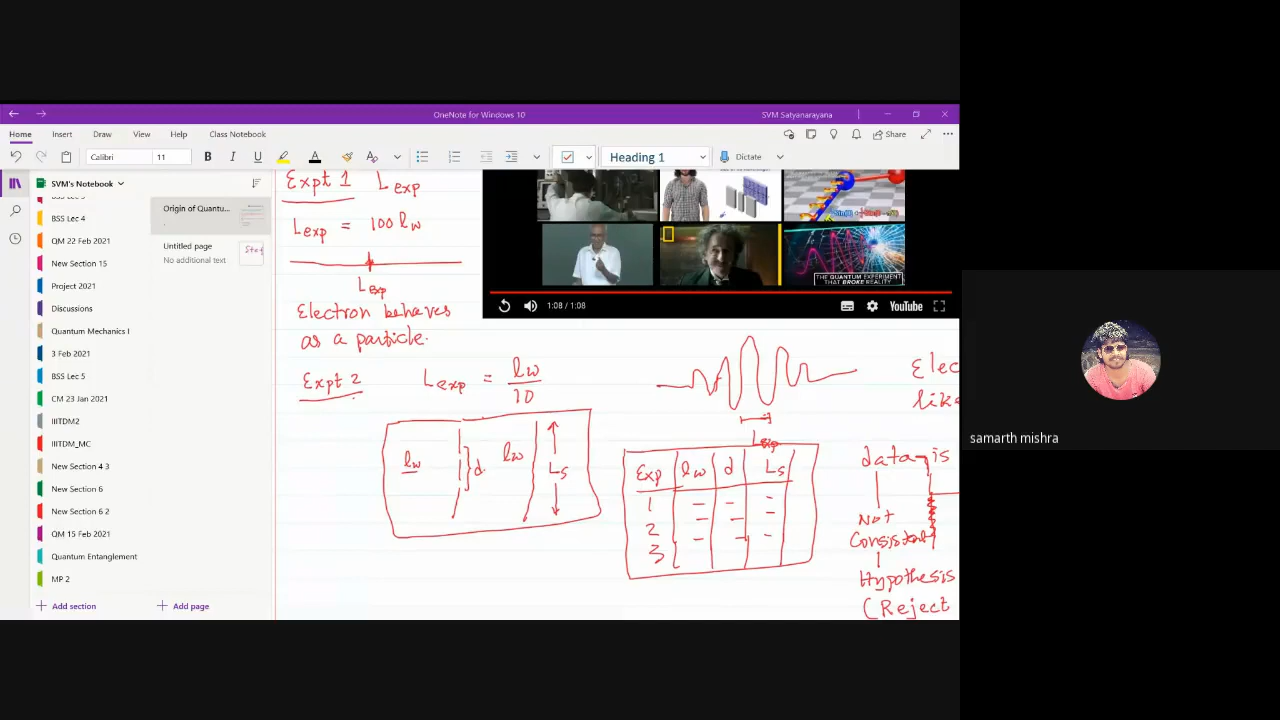 OneNote for Windows 10
SVM Satyanarayana
Home Insert Draw View Help Class Notebook
Share
Calibri 11 B I U A Heading 1 Dictate
SVM's Notebook
BSS Lec 4
QM 22 Feb 2021
New Section 15
Project 2021
Discussions
Quantum Mechanics I
3 Feb 2021
BSS Lec 5
CM 23 Jan 2021
IIITDM2
IIITDM_MC
New Section 4 3
New Section 6
New Section 6 2
QM 15 Feb 2021
Quantum Entanglement
MP 2
Add section
Origin of Quantu...
Untitled page
No additional text
Add page
Expt 1 Lexp
Lexp = 100 lw
Lexp
Electron behaves
as a particle.
THE QUANTUM EXPERIMENT
THAT BROKE REALITY
1:08 / 1:08
YouTube
Expt 2 Lexp = lw/10
lw } d lw Ls
Lexp
Exp lw d Ls
1 – – –
2 – – –
3 – – –
Elec
like
data is
Not
Consistent
Hypothesis
(Reject
samarth mishra